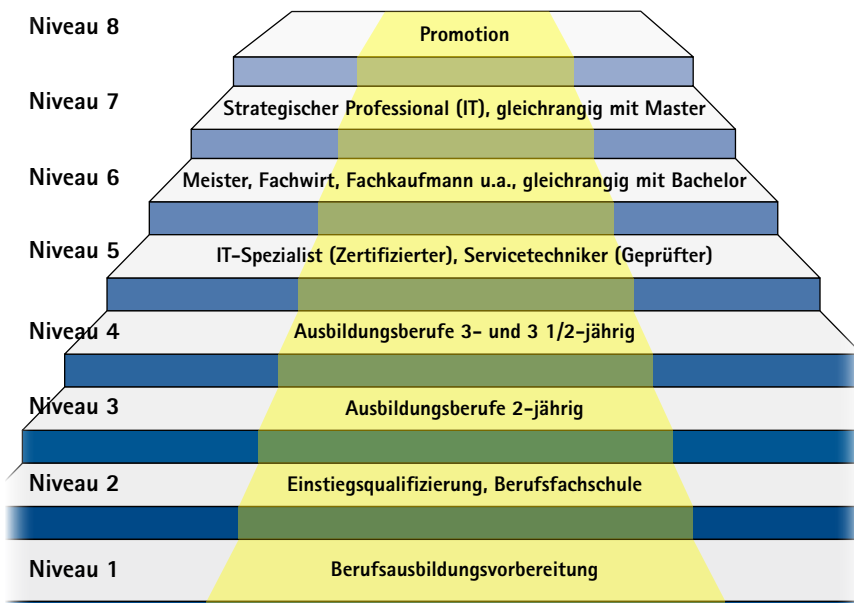 Niveau 8
Promotion
Niveau 7
Strategischer Professional (IT), gleichrangig mit Master
Niveau 6
Meister, Fachwirt, Fachkaufmann u.a., gleichrangig mit Bachelor
Niveau 5
IT-Spezialist (Zertifizierter), Servicetechniker (Geprüfter)
Niveau 4
Ausbildungsberufe 3- und 3 1/2-jährig
Niveau 3
Ausbildungsberufe 2-jährig
Niveau 2
Einstiegsqualifizierung, Berufsfachschule
Niveau 1
Berufsausbildungsvorbereitung